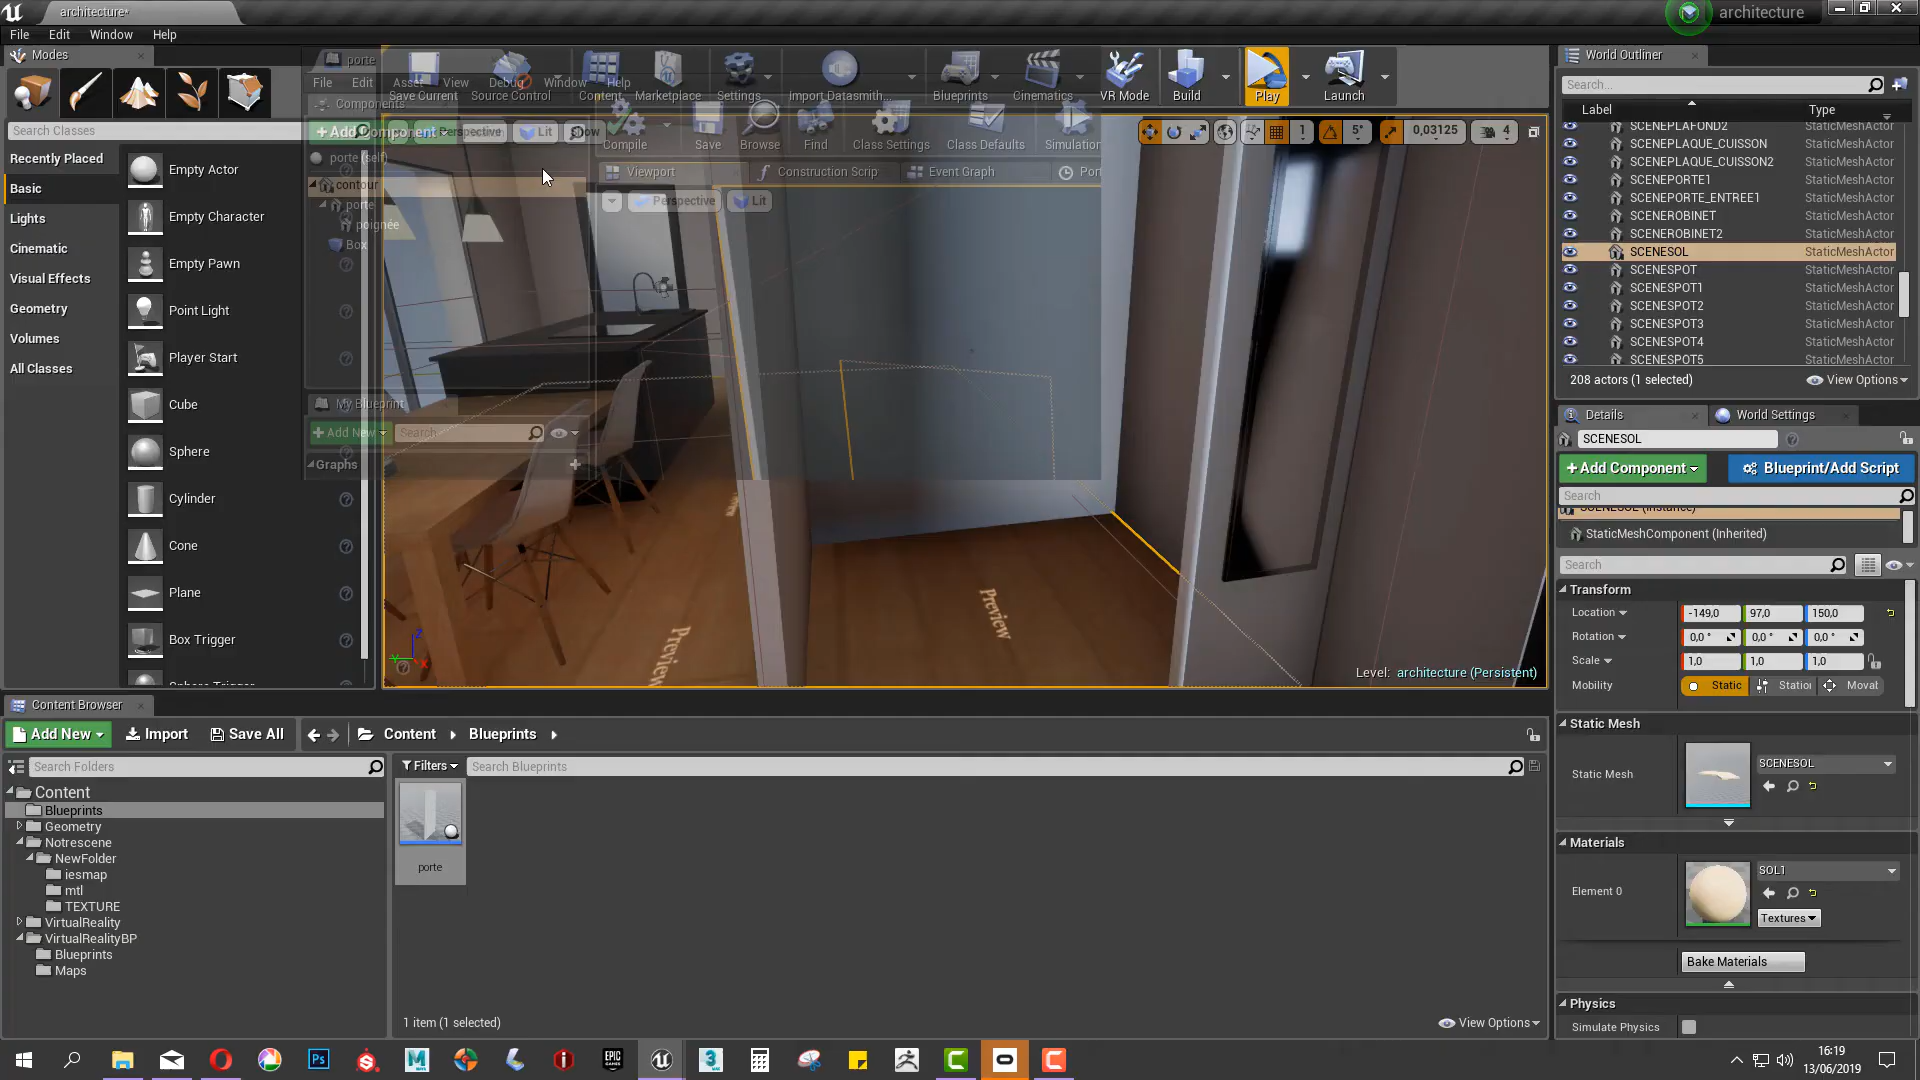 architecture*
architecture
File Edit Window Help
Modes
Search Classes
Recently Placed
Basic
Lights
Cinematic
Visual Effects
Geometry
Volumes
All Classes
Empty Actor
Empty Character
Empty Pawn
Point Light
Player Start
Cube
Sphere
Cylinder
Cone
Plane
Box Trigger
Sphere Trigger
porte
File Edit Asset View Debug Window Help
Save Current
Source Control
Content
Marketplace
Settings
Import Datasmith...
Blueprints
Cinematics
VR Mode
Build
Play
Launch
Components
+Add Component
Perspective
Lit
Show
porte (self)
contour
porte
poignée
Box
Compile
Save
Browse
Find
Class Settings
Class Defaults
Simulation
Viewport
Construction Scrip
Event Graph
Port
Perspective
Lit
My Blueprint
+Add New
Search
Graphs
1
5°
0,03125
4
Preview
Preview
Level: architecture (Persistent)
World Outliner
Search...
Label
Type
SCENEPLAFOND2 StaticMeshActor
SCENEPLAQUE_CUISSON StaticMeshActor
SCENEPLAQUE_CUISSON2 StaticMeshActor
SCENEPORTE1 StaticMeshActor
SCENEPORTE_ENTREE1 StaticMeshActor
SCENEROBINET StaticMeshActor
SCENEROBINET2 StaticMeshActor
SCENESOL StaticMeshActor
SCENESPOT StaticMeshActor
SCENESPOT1 StaticMeshActor
SCENESPOT2 StaticMeshActor
SCENESPOT3 StaticMeshActor
SCENESPOT4 StaticMeshActor
SCENESPOT5 StaticMeshActor
208 actors (1 selected)
View Options
Details
World Settings
SCENESOL
+Add Component
Blueprint/Add Script
Search
SCENESOL (Instance)
StaticMeshComponent (Inherited)
Search
Transform
Location -149,0 97,0 150,0
Rotation 0,0 ° 0,0 ° 0,0 °
Scale 1,0 1,0 1,0
Mobility Static Station Movat
Static Mesh
Static Mesh
SCENESOL
Materials
Element 0
SOL1
Textures
Bake Materials
Physics
Simulate Physics
Content Browser
Add New
Import
Save All
Content
Blueprints
Search Folders
Filters
Search Blueprints
Content
Blueprints
Geometry
Notrescene
NewFolder
iesmap
mtl
TEXTURE
VirtualReality
VirtualRealityBP
Blueprints
Maps
porte
1 item (1 selected)
View Options
16:19
13/06/2019